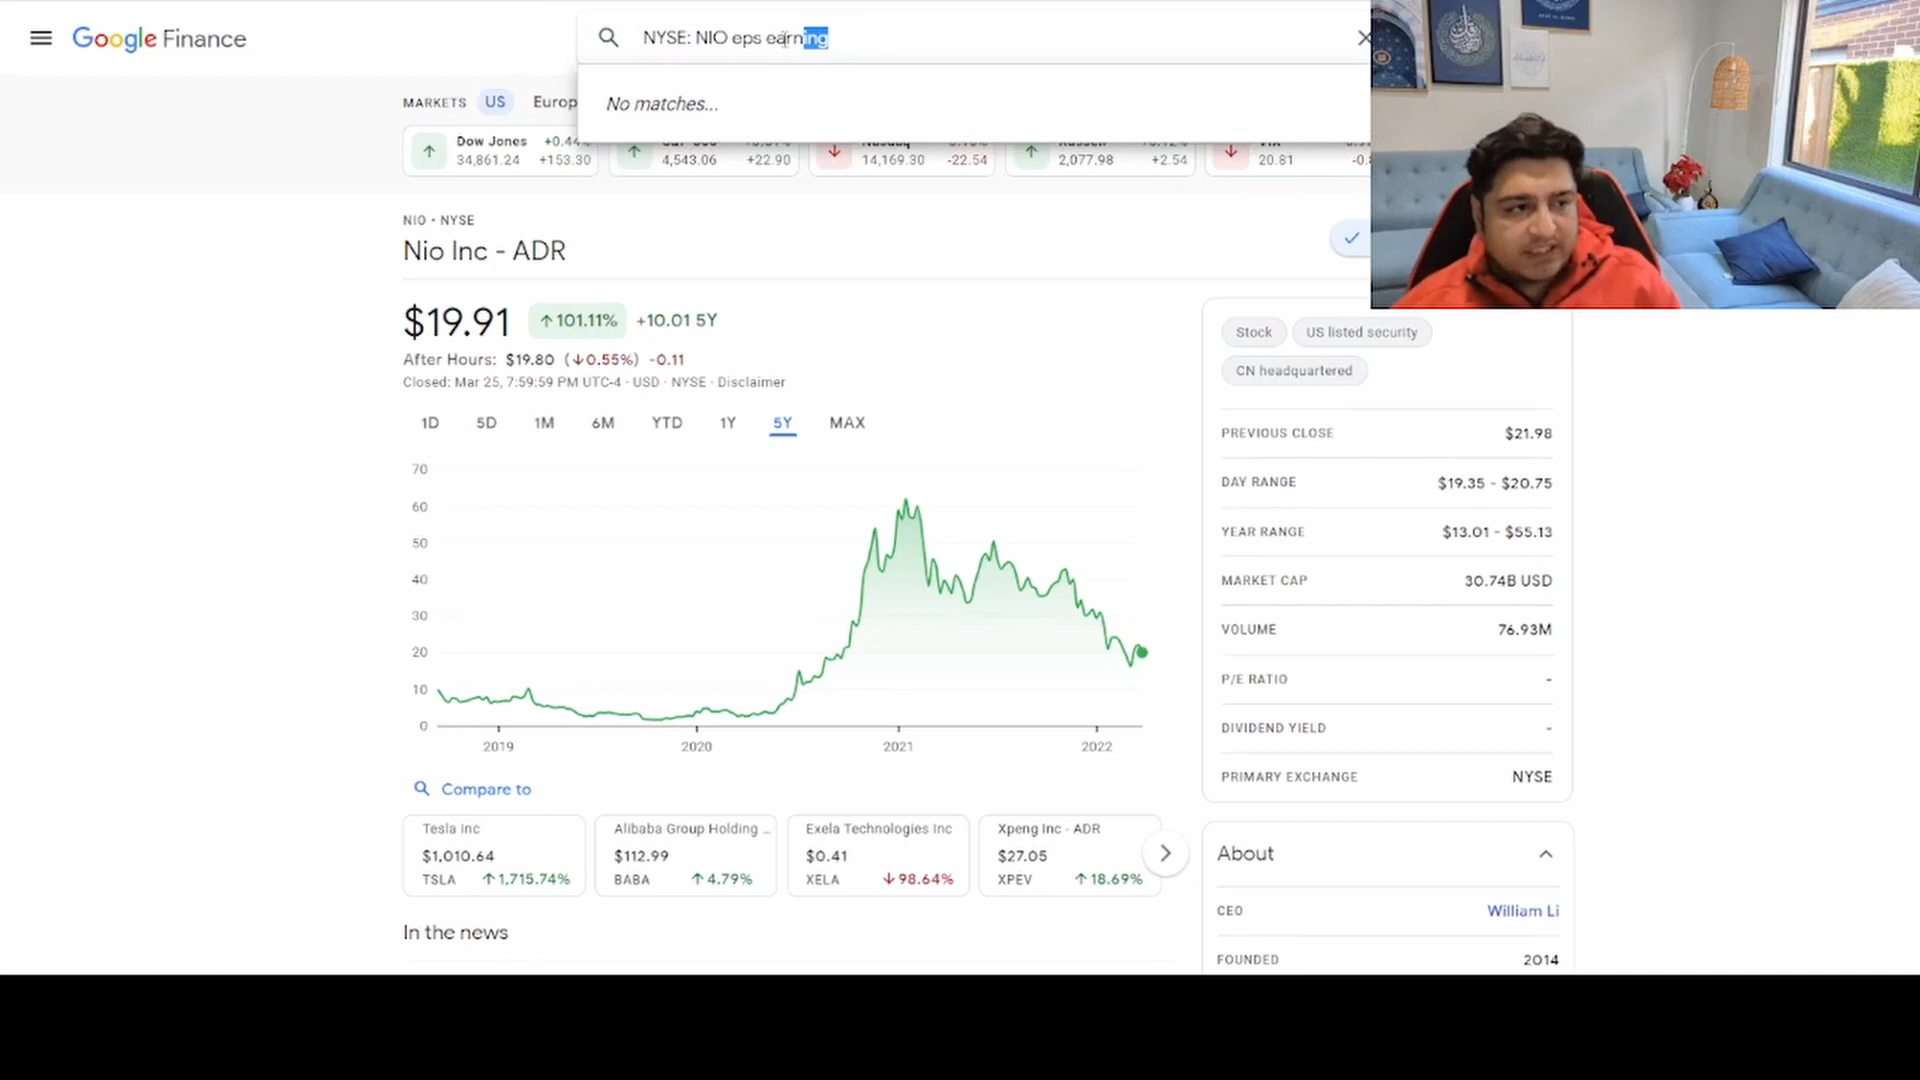 Google Finance
NYSE: NIO eps earning
No matches...
MARKETS US Europ
Dow Jones +0.44
34,861.24 +153.30
4,543.06 +22.90
14,169.30 -22.54
2,077.98 +2.54
20.81 -0.
NIO • NYSE
Nio Inc - ADR
$19.91 ↑101.11% +10.01 5Y
After Hours: $19.80 (↓0.55%) -0.11
Closed: Mar 25, 7:59:59 PM UTC-4 · USD · NYSE · Disclaimer
1D 5D 1M 6M YTD 1Y 5Y MAX
70
60
50
40
30
20
10
0
2019 2020 2021 2022
Compare to
Tesla Inc
$1,010.64
TSLA ↑1,715.74%
Alibaba Group Holding ...
$112.99
BABA ↑4.79%
Exela Technologies Inc
$0.41
XELA ↓98.64%
Xpeng Inc - ADR
$27.05
XPEV ↑18.69%
In the news
Stock US listed security
CN headquartered
PREVIOUS CLOSE $21.98
DAY RANGE $19.35 - $20.75
YEAR RANGE $13.01 - $55.13
MARKET CAP 30.74B USD
VOLUME 76.93M
P/E RATIO -
DIVIDEND YIELD -
PRIMARY EXCHANGE NYSE
About
CEO William Li
FOUNDED 2014